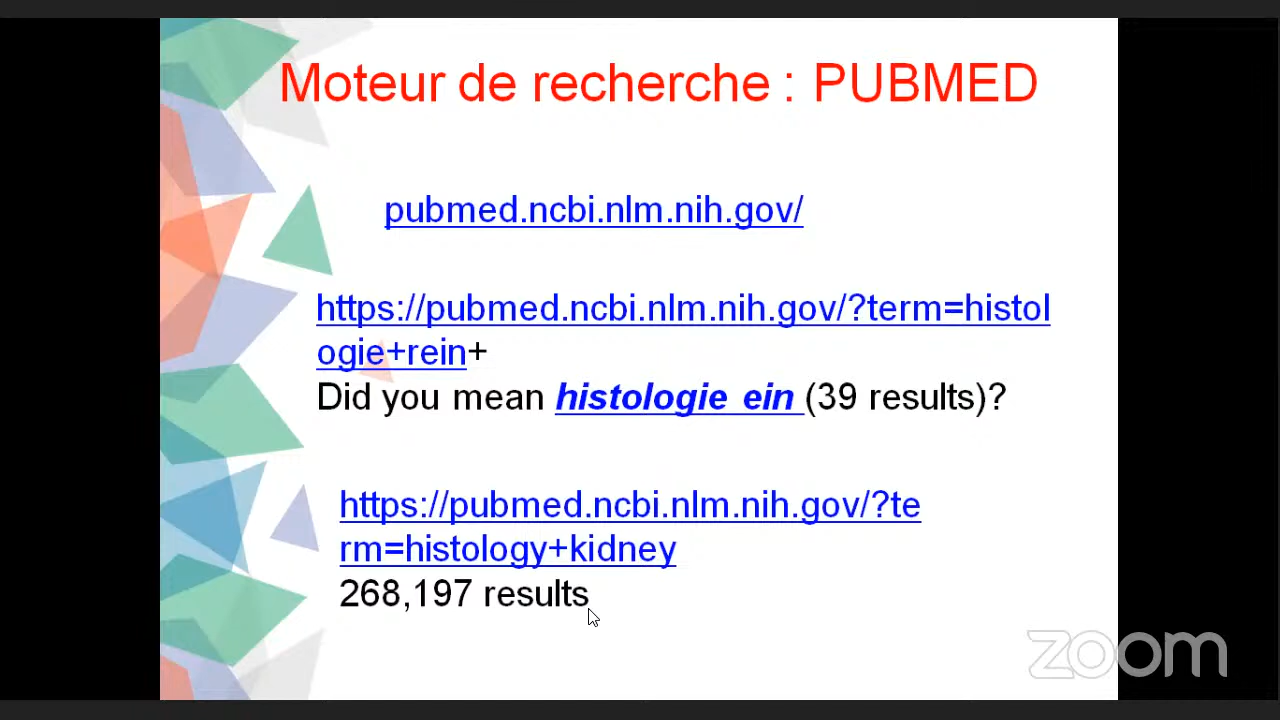 Moteur de recherche : PUBMED
pubmed.ncbi.nlm.nih.gov/
https://pubmed.ncbi.nlm.nih.gov/?term=histol
ogie+rein+
Did you mean histologie ein (39 results)?
https://pubmed.ncbi.nlm.nih.gov/?te
rm=histology+kidney
268,197 results
zoom